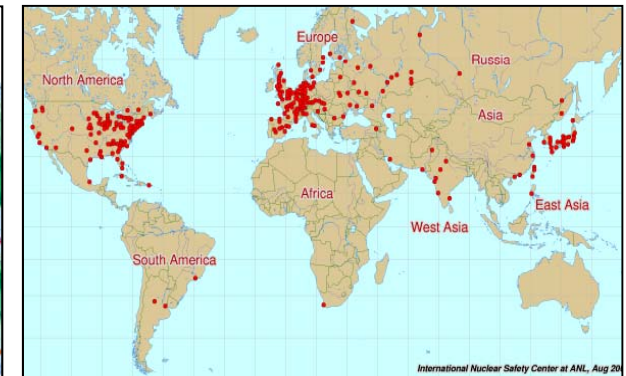 Europe
Russia
North America
Asia
Africa
East Asia
West Asia
South America
International Nuclear Safety Center at ANL, Aug 20